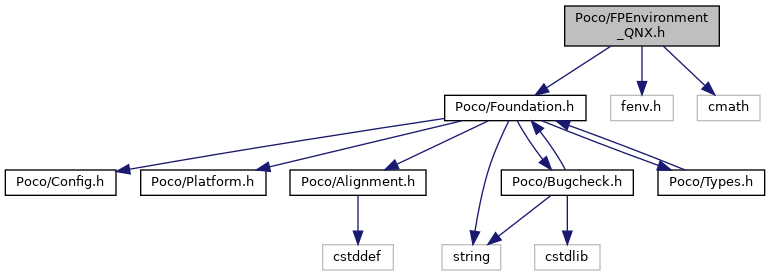 Poco/FPEnvironment
_QNX.h
Poco/Foundation.h
fenv.h
cmath
Poco/Config.h
Poco/Platform.h
Poco/Alignment.h
Poco/Bugcheck.h
Poco/Types.h
cstddef
string
cstdlib